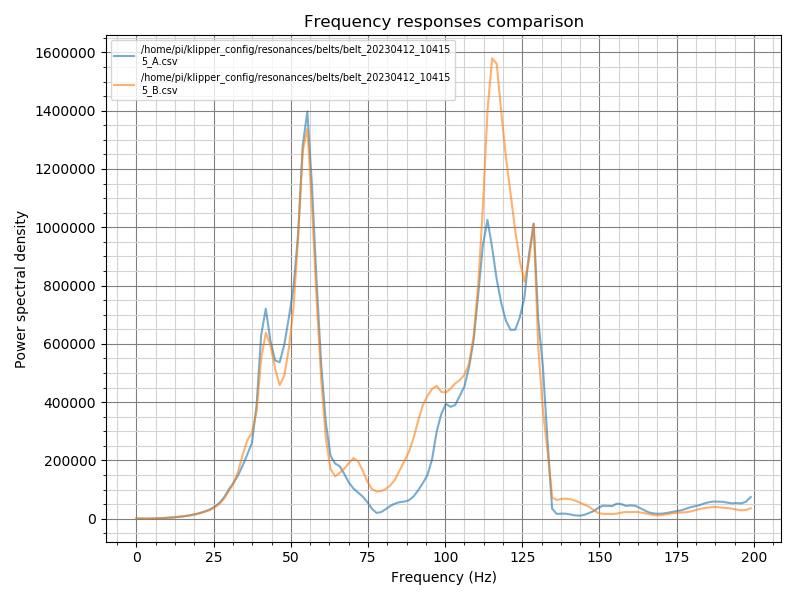 Frequency responses comparison
/home/pi/klipper_config/resonances/belts/belt_20230412_10415
5_A.csv
/home/pi/klipper_config/resonances/belts/belt_20230412_10415
5_B.csv
1600000
1400000
1200000
1000000
800000
600000
400000
200000
0
Power spectral density
0 25 50 75 100 125 150 175 200
Frequency (Hz)